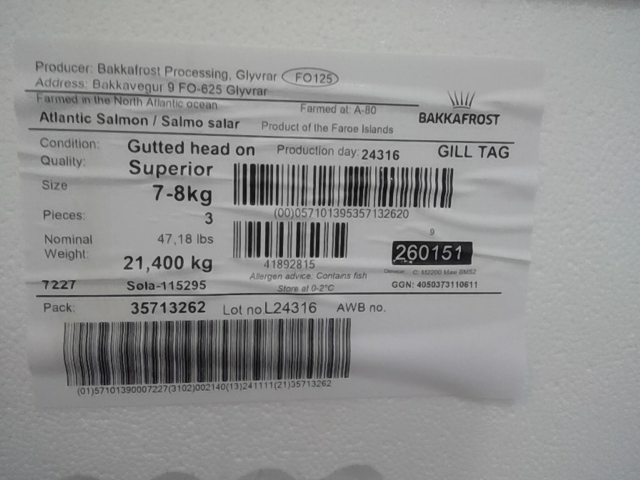 Producer: Bakkafrost Processing, Glyvrar FO125
Address: Bakkavegur 9 FO-625 Glyvrar
Farmed in the North Atlantic ocean Farmed at: A-80
BAKKAFROST
Atlantic Salmon / Salmo salar Product of the Faroe Islands
Condition: Gutted head on Production day: 24316 GILL TAG
Quality: Superior
Size 7-8kg
(00)057101395357132620
Pieces: 3
9
Nominal 47,18 lbs
Weight: 21,400 kg
260151
41892815
Allergen advice. Contains fish
Store at 0-2°C
GGN: 4050373110611
7227 Søla-115295
Pack: 35713262 Lot no L24316 AWB no.
(01)57101390007227(3102)002140(13)241111(21)35713262